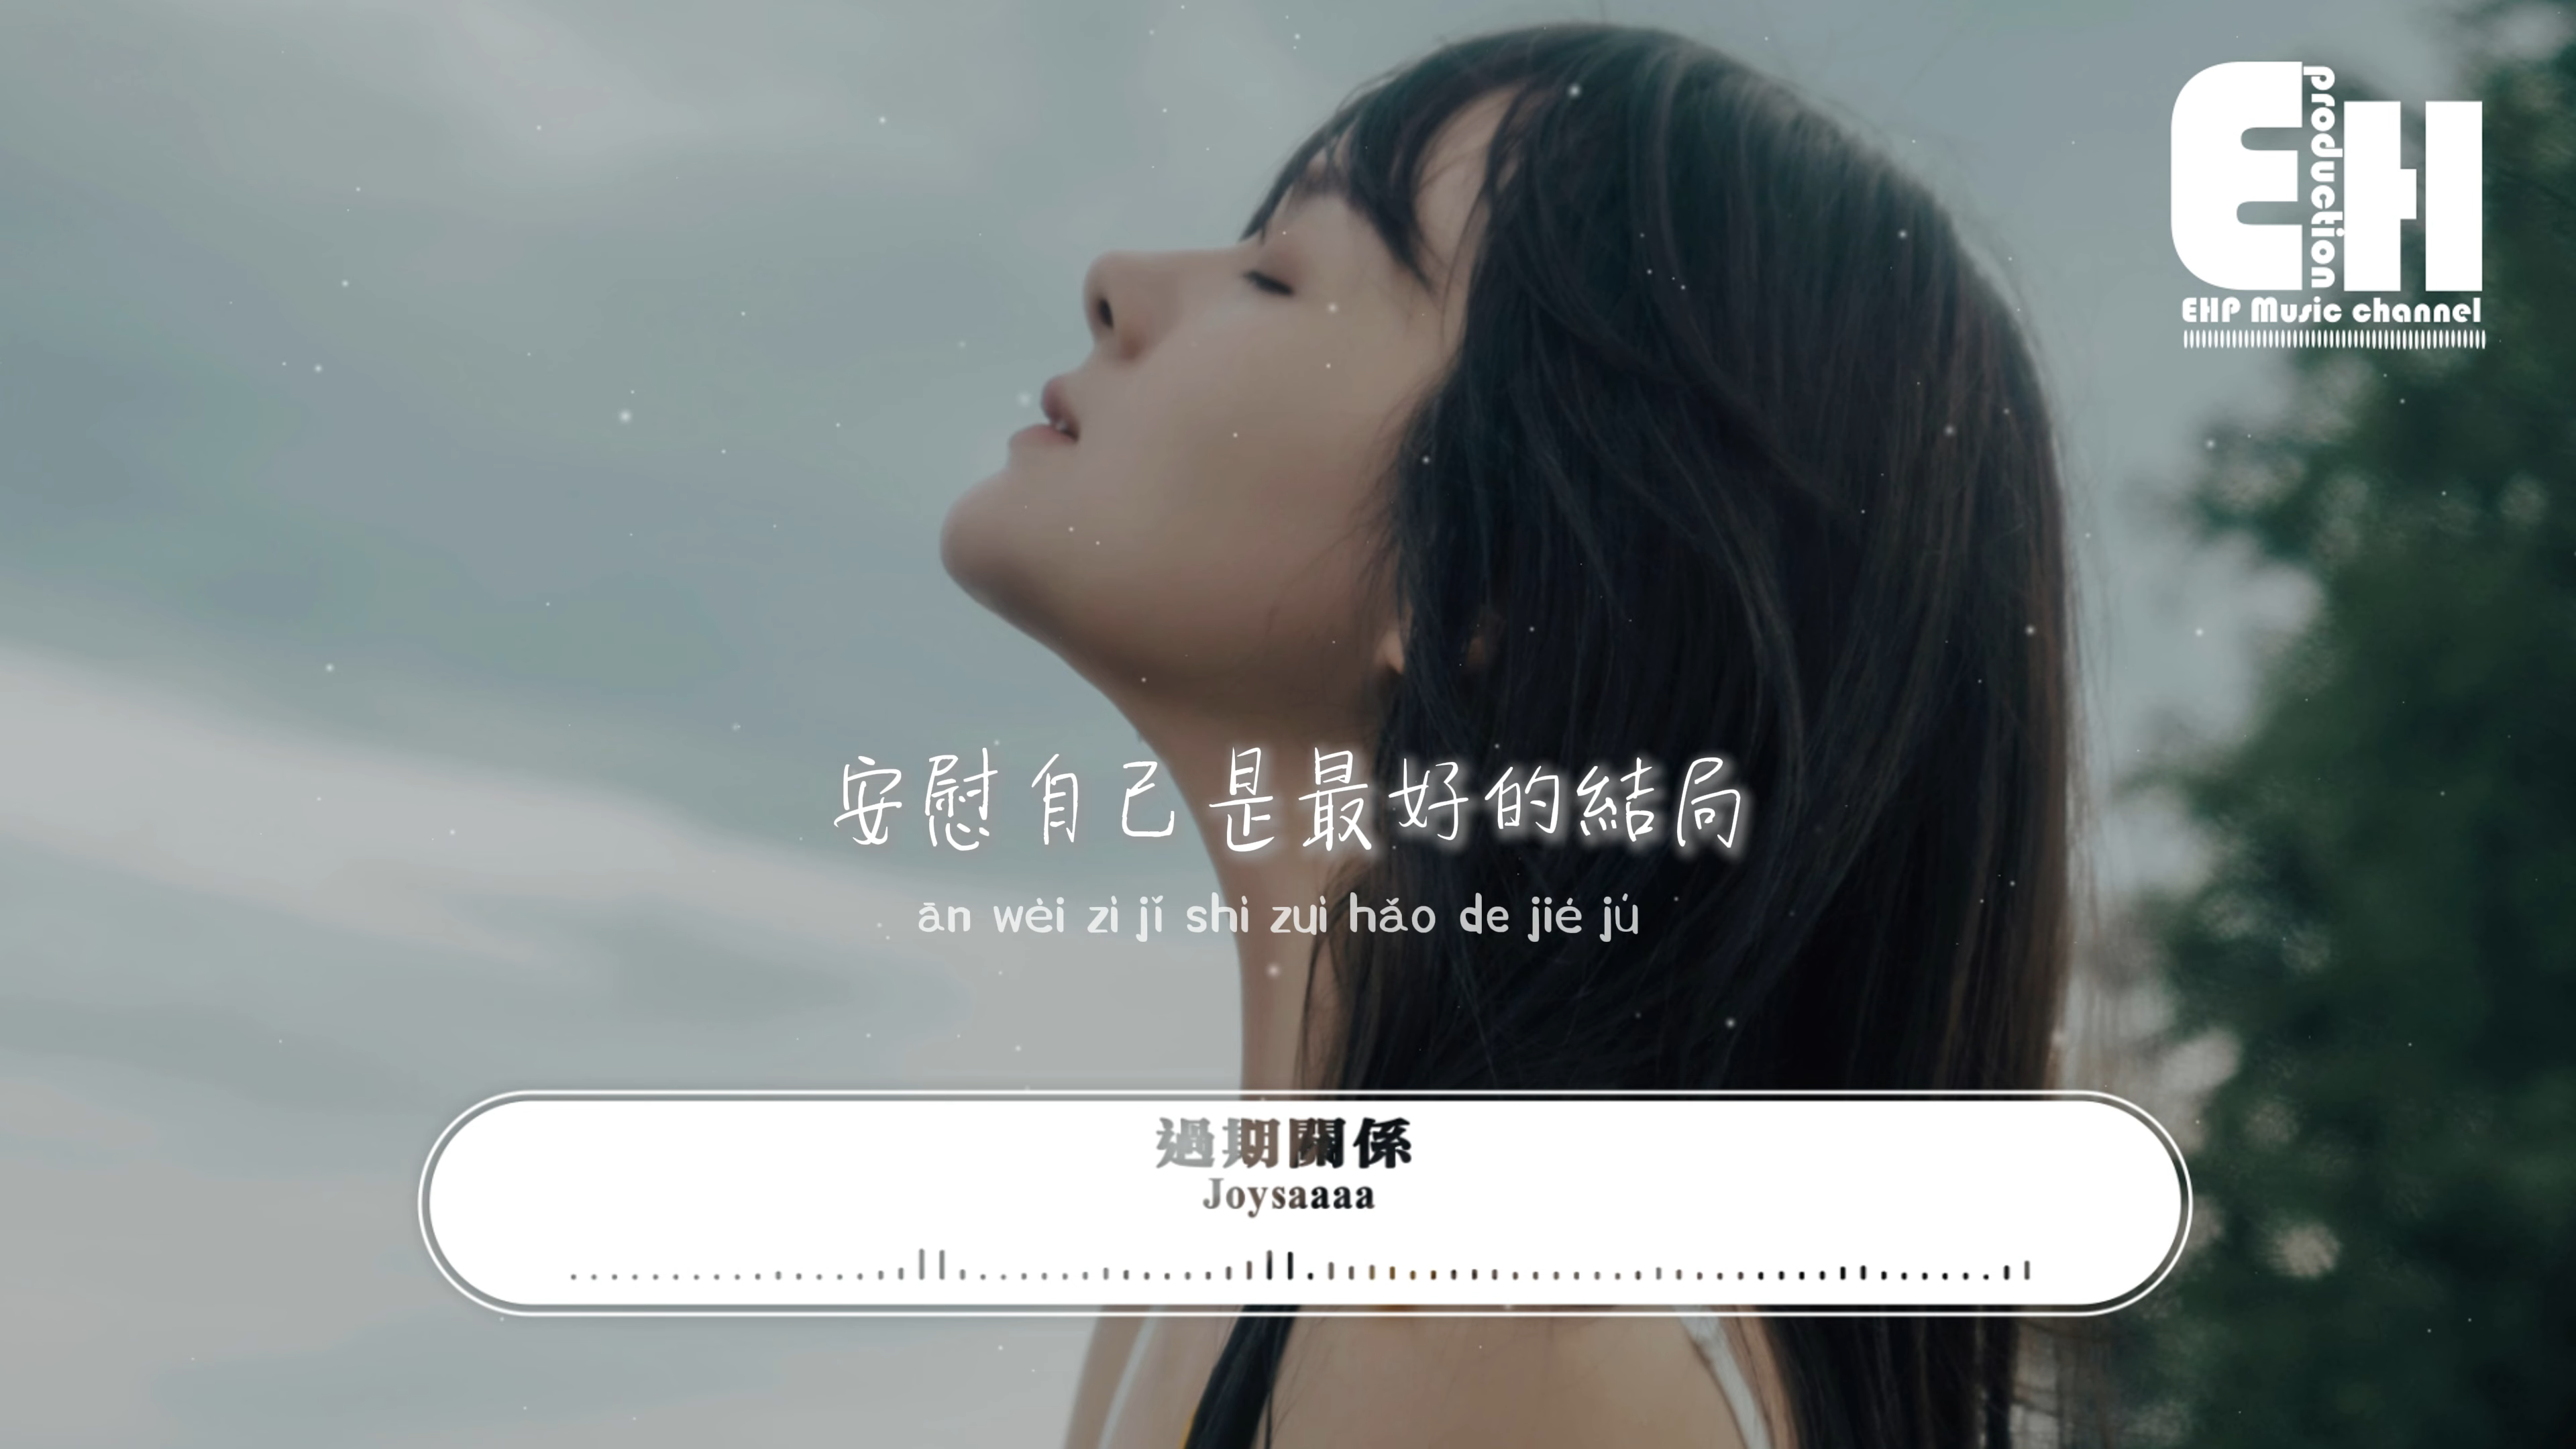 EH
production
EHP Music channel
安慰自己是最好的結局
ān wèi zì jǐ shì zuì hǎo de jié jú
過期關係
Joysaaaa